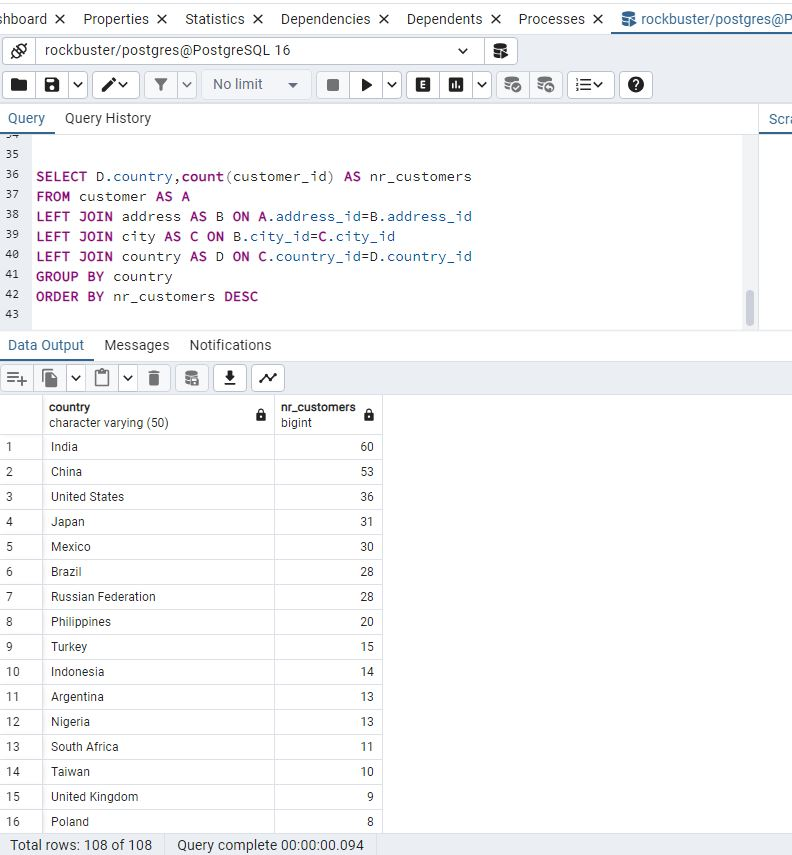 shboard Properties Statistics Dependencies Dependents Processes rockbuster/postgres@P
rockbuster/postgres@PostgreSQL 16
No limit
E
Query Query History Scra
34
35
36 SELECT D.country,count(customer_id) AS nr_customers
37 FROM customer AS A
38 LEFT JOIN address AS B ON A.address_id=B.address_id
39 LEFT JOIN city AS C ON B.city_id=C.city_id
40 LEFT JOIN country AS D ON C.country_id=D.country_id
41 GROUP BY country
42 ORDER BY nr_customers DESC
43
Data Output Messages Notifications
country nr_customers
character varying (50) bigint
1 India 60
2 China 53
3 United States 36
4 Japan 31
5 Mexico 30
6 Brazil 28
7 Russian Federation 28
8 Philippines 20
9 Turkey 15
10 Indonesia 14
11 Argentina 13
12 Nigeria 13
13 South Africa 11
14 Taiwan 10
15 United Kingdom 9
16 Poland 8
Total rows: 108 of 108 Query complete 00:00:00.094